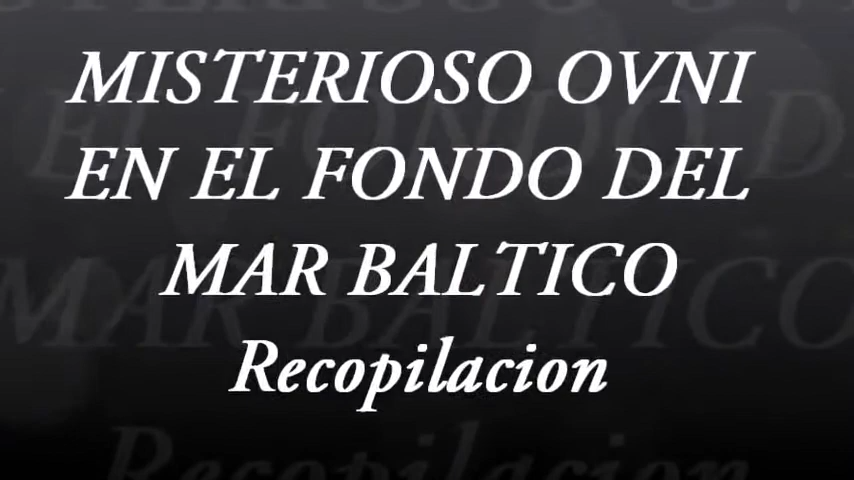 MISTERIOSO OVNI
EN EL FONDO DEL
MAR BALTICO
Recopilacion